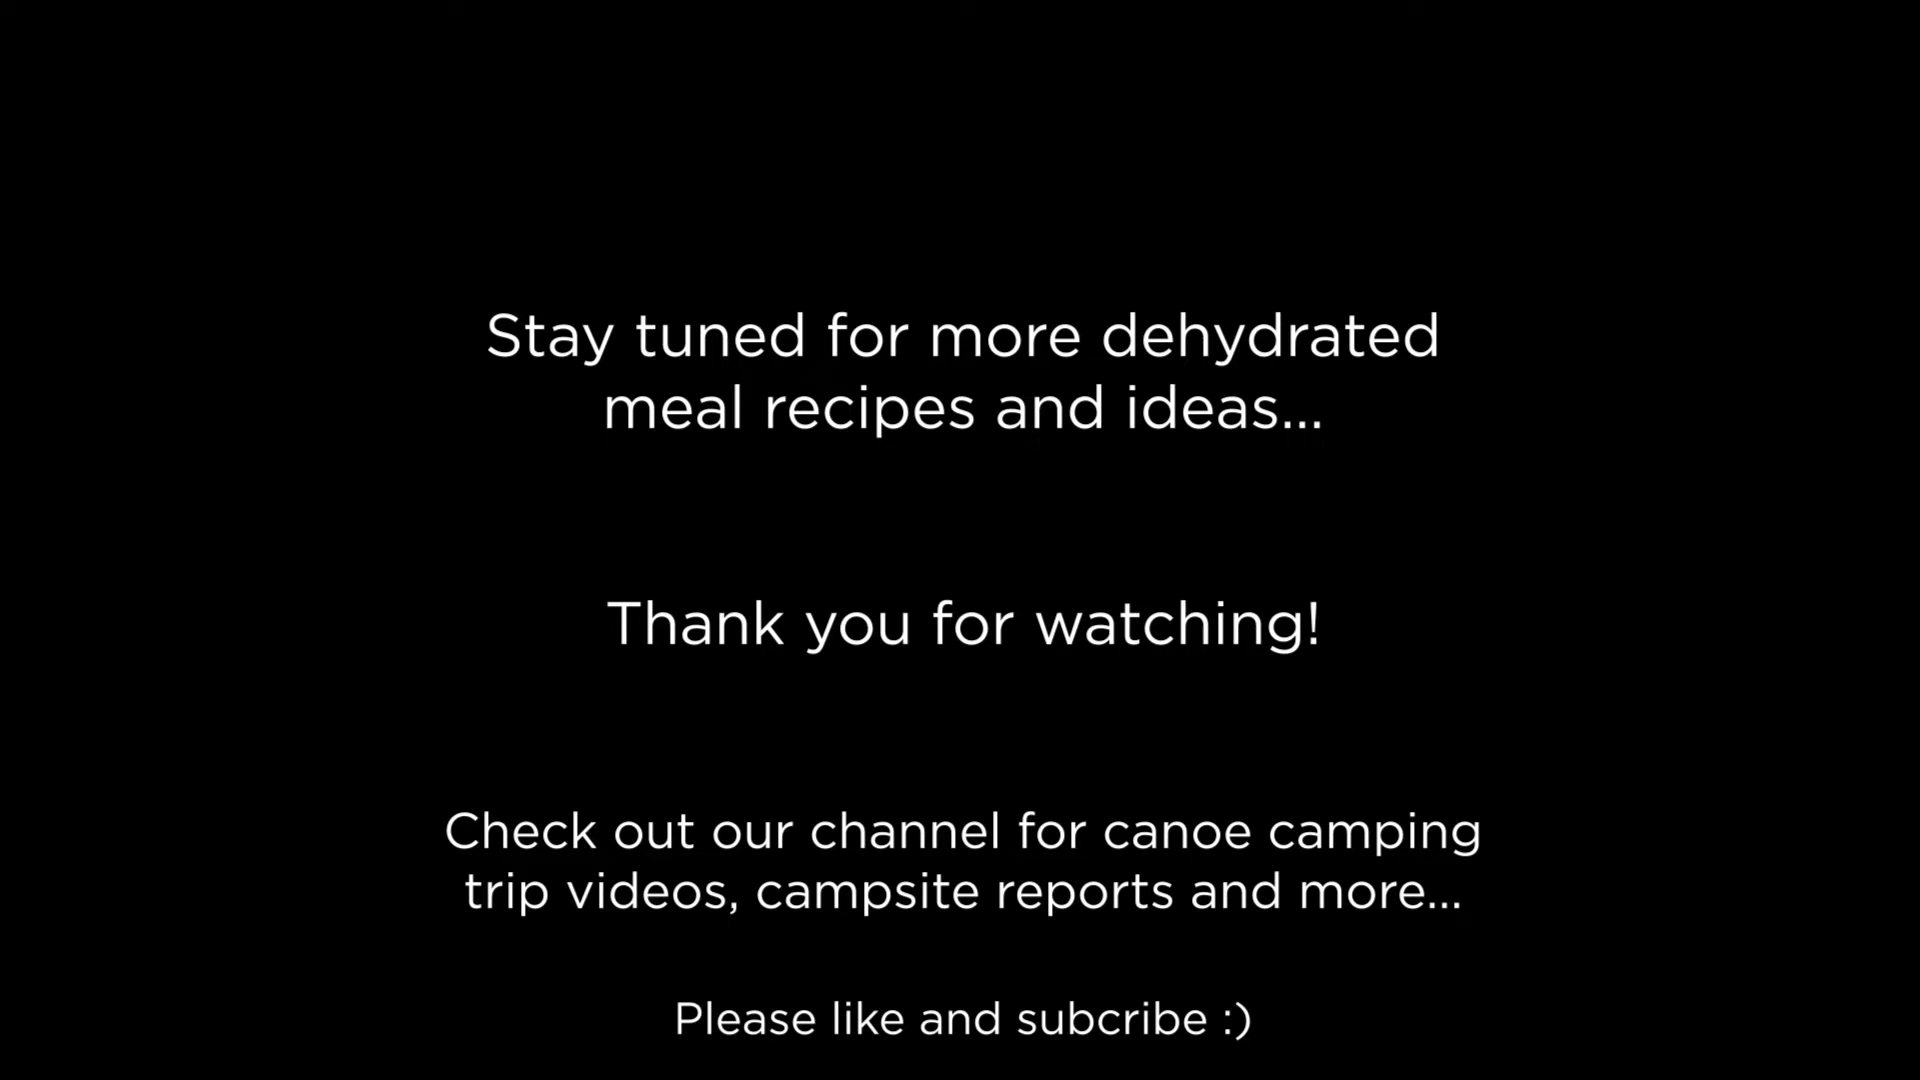 Stay tuned for more dehydrated
meal recipes and ideas...
Thank you for watching!
Check out our channel for canoe camping
trip videos, campsite reports and more...
Please like and subcribe :)